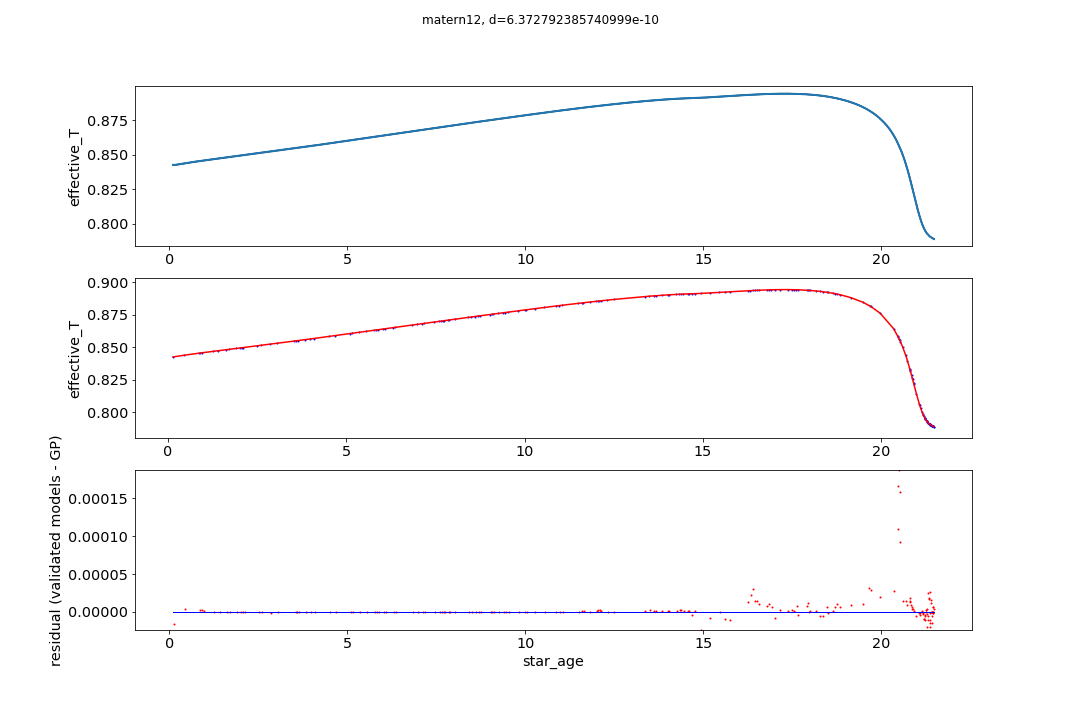 matern12, d=6.372792385740999e-10
effective_T
0.875
0.850
0.825
0.800
0 5 10 15 20
effective_T
0.900
0.875
0.850
0.825
0.800
0 5 10 15 20
residual (validated models - GP)
0.00015
0.00010
0.00005
0.00000
0 5 10 15 20
star_age